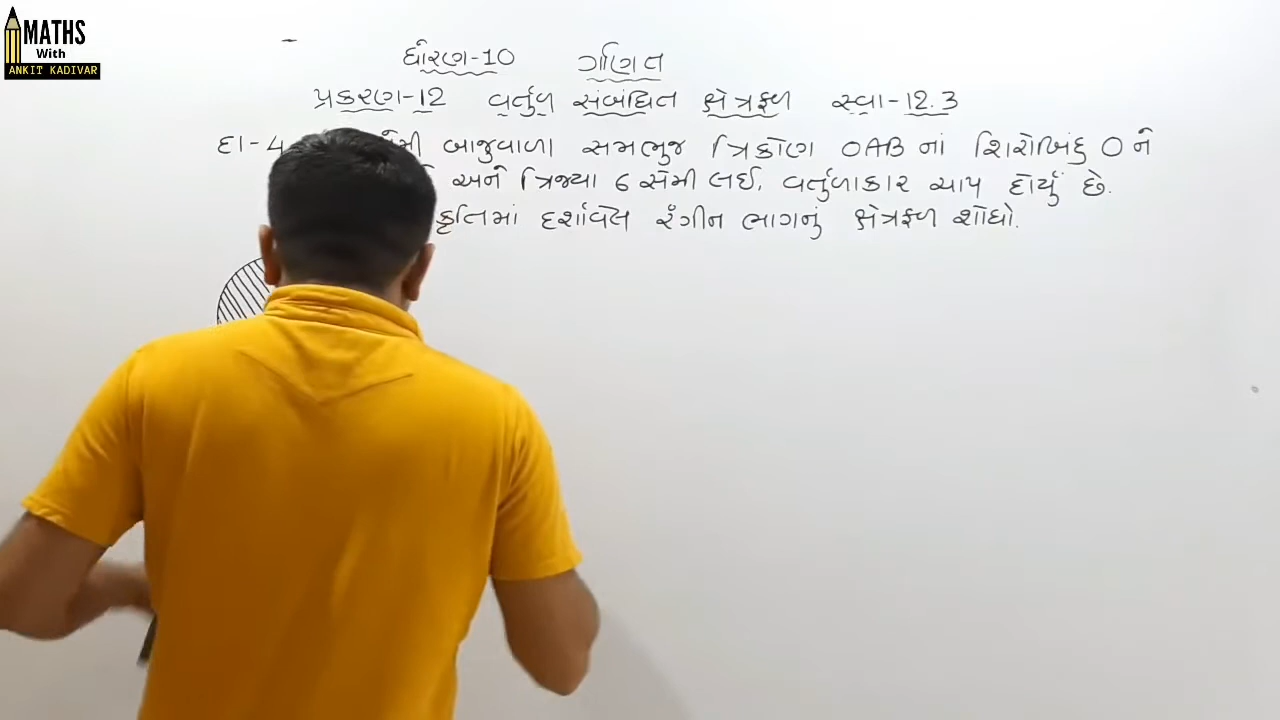 MATHS
With
ANKIT KADIVAR
ધોરણ-10 ગણિત
પ્રકરણ-12 વર્તુળ સંબંધિત ક્ષેત્રફળ સ્વા-12.3
દા-4 બાજુવાળા સમભુજ ત્રિકોણ OAB નાં શિરોબિંદુ O ને
અને ત્રિજ્યા 6 સેમી લઈ, વર્તુળાકાર ચાપ દોર્યું છે.
દર્શાવેલ રંગીન ભાગનું ક્ષેત્રફળ શોધો.